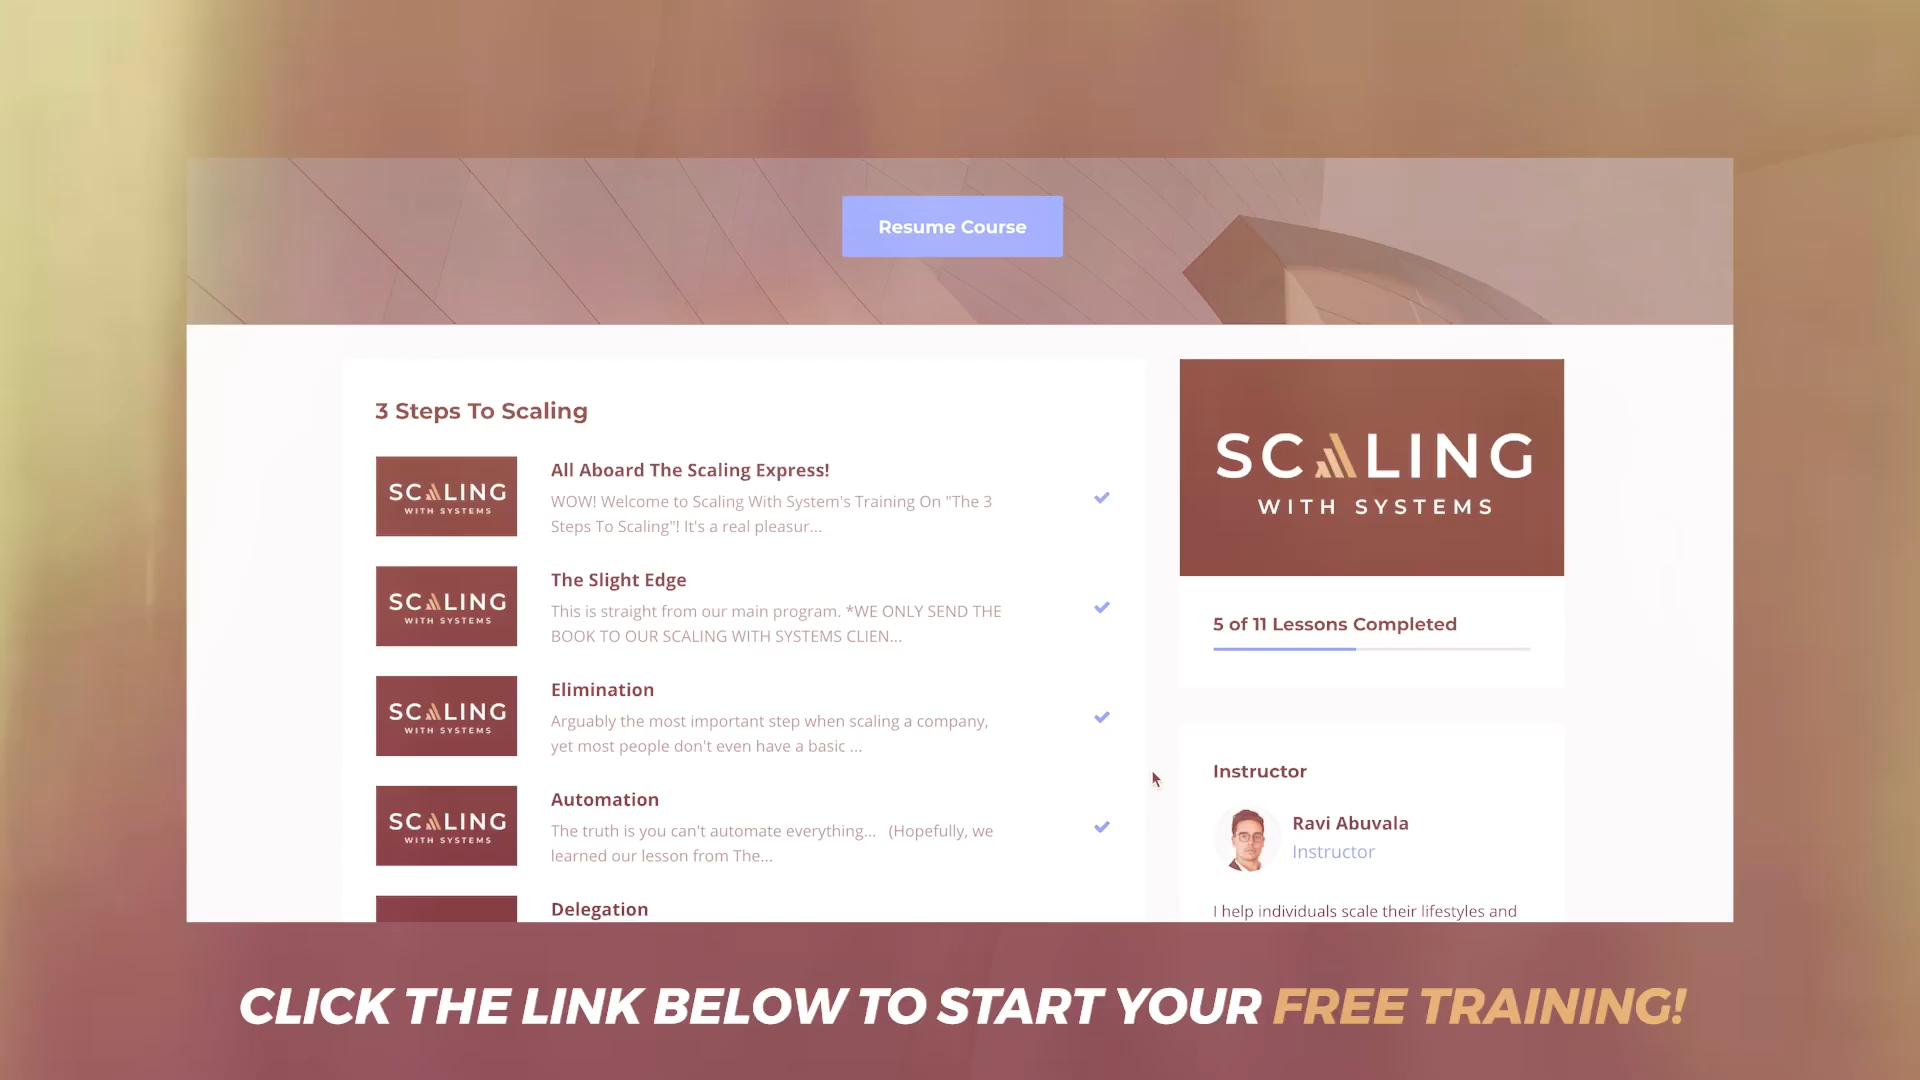 Resume Course
3 Steps To Scaling
SCALING
WITH SYSTEMS
All Aboard The Scaling Express!
WOW! Welcome to Scaling With System's Training On "The 3
Steps To Scaling"! It's a real pleasur...
SCALING
WITH SYSTEMS
The Slight Edge
This is straight from our main program. *WE ONLY SEND THE
BOOK TO OUR SCALING WITH SYSTEMS CLIEN...
SCALING
WITH SYSTEMS
Elimination
Arguably the most important step when scaling a company,
yet most people don't even have a basic ...
SCALING
WITH SYSTEMS
Automation
The truth is you can't automate everything... (Hopefully, we
learned our lesson from The...
Delegation
SCALING
WITH SYSTEMS
5 of 11 Lessons Completed
Instructor
Ravi Abuvala
Instructor
I help individuals scale their lifestyles and
CLICK THE LINK BELOW TO START YOUR FREE TRAINING!